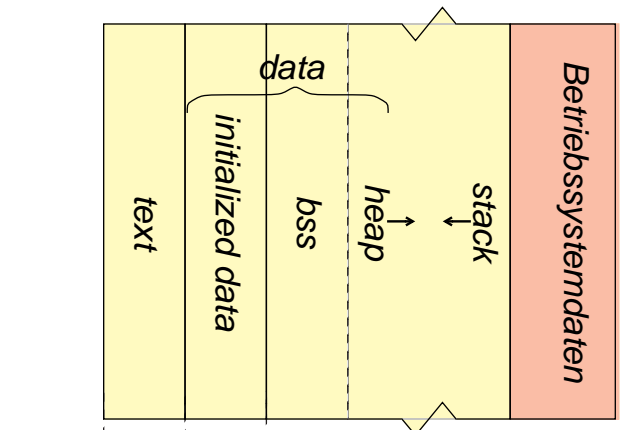 data
text
initialized data
bss
heap
stack
Betriebssystemdaten